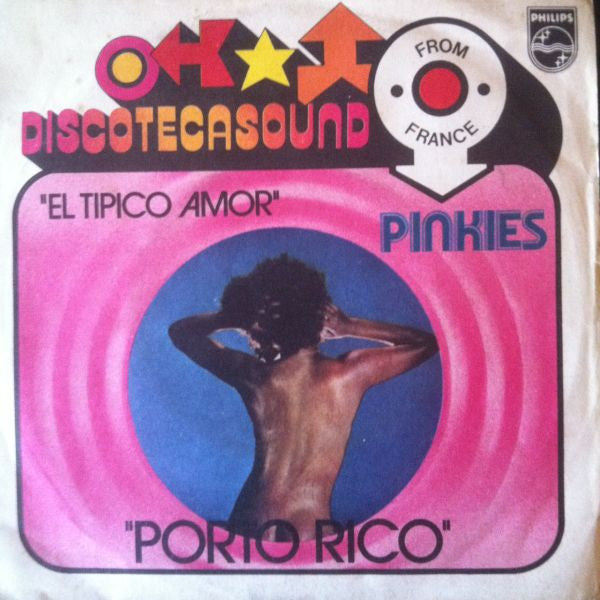 DISCOTECASOUND
FROM
FRANCE
PHILIPS
"EL TIPICO AMOR"
PINKIES
"PORTO RICO"